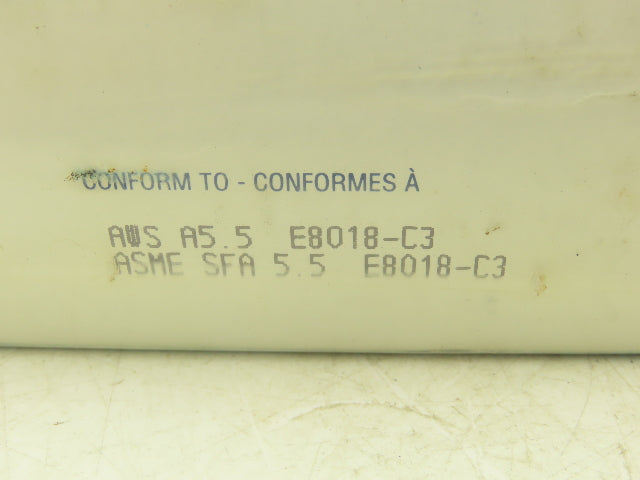 CONFORM TO - CONFORMES À
AWS A5.5 E8018-C3
ASME SFA 5.5 E8018-C3